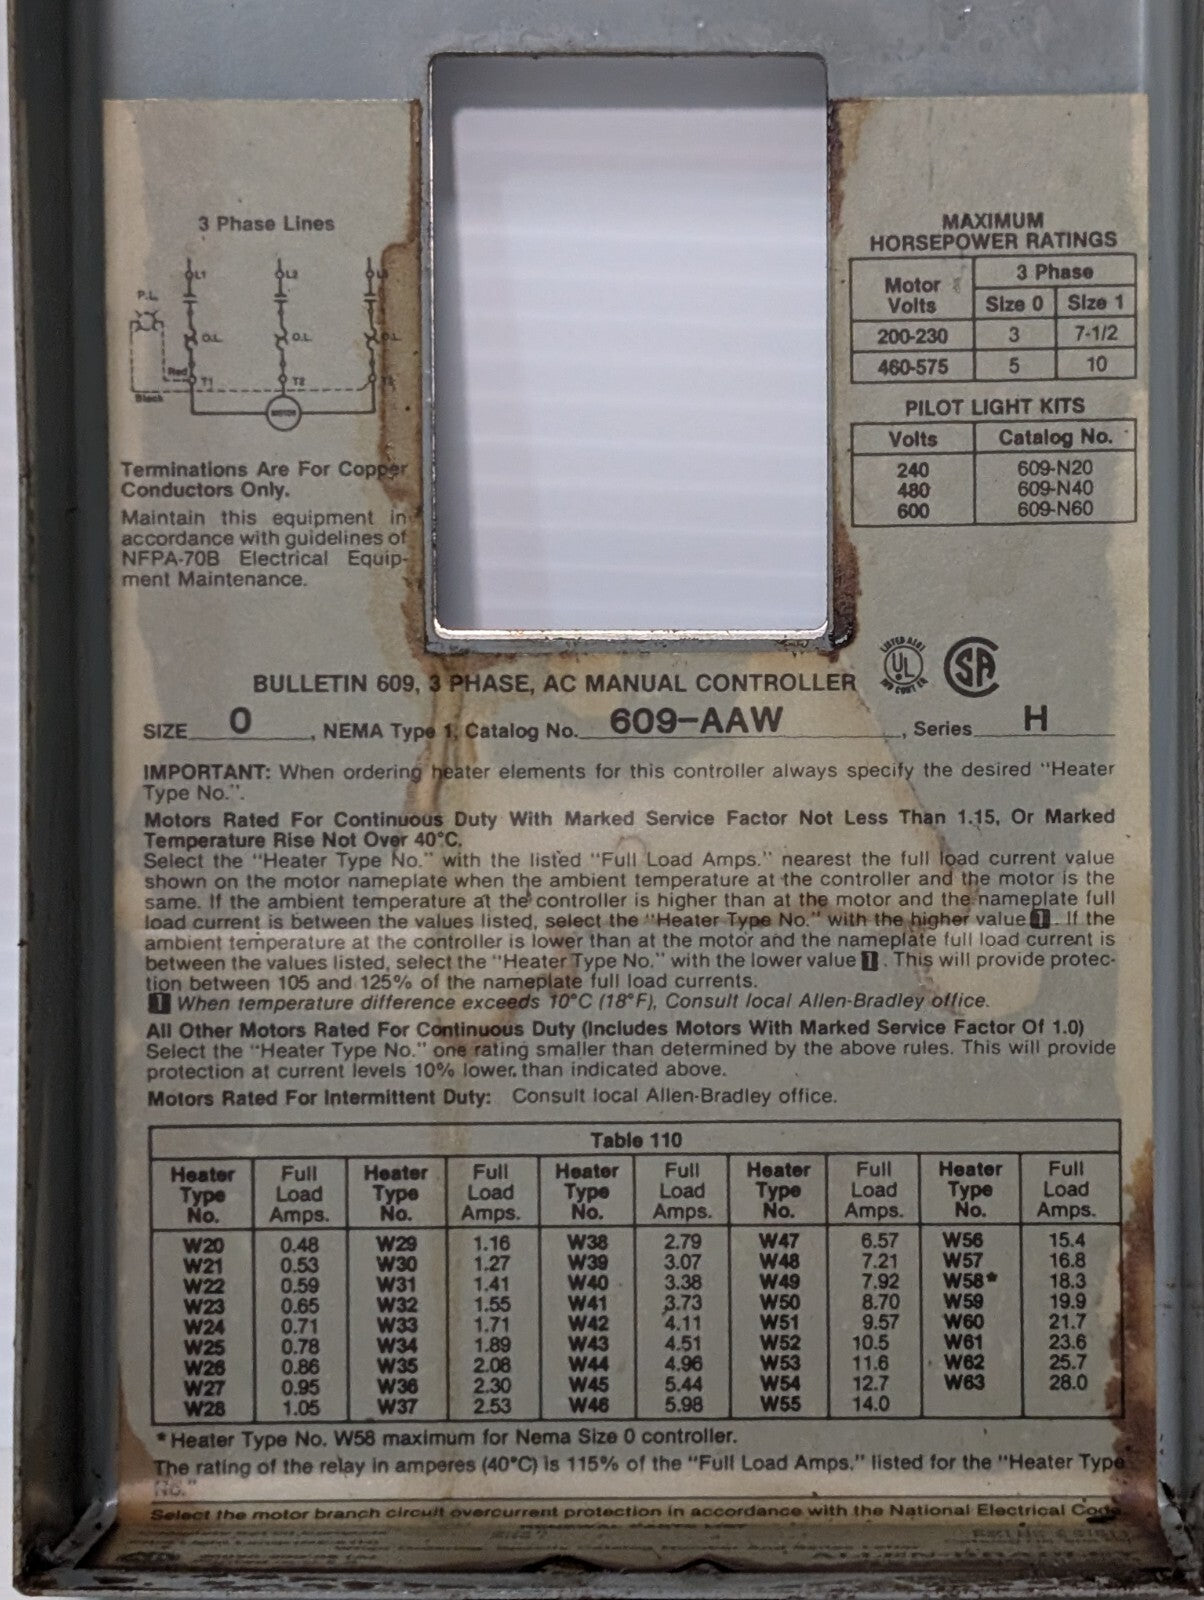 3 Phase Lines
L1 L2 L3
P.L.
O.L. O.L. O.L.
Red
T1 T2 T3
Black
MOTOR
Terminations Are For Copper
Conductors Only.
Maintain this equipment in
accordance with guidelines of
NFPA-70B Electrical Equip-
ment Maintenance.
MAXIMUM
HORSEPOWER RATINGS
Motor Volts 3 Phase
Size 0 Size 1
200-230 3 7-1/2
460-575 5 10
PILOT LIGHT KITS
Volts Catalog No.
240 609-N20
480 609-N40
600 609-N60
LISTED
UL
SA
BULLETIN 609, 3 PHASE, AC MANUAL CONTROLLER
SIZE 0, NEMA Type 1, Catalog No. 609-AAW, Series H
IMPORTANT: When ordering heater elements for this controller always specify the desired "Heater
Type No.".
Motors Rated For Continuous Duty With Marked Service Factor Not Less Than 1.15, Or Marked
Temperature Rise Not Over 40°C.
Select the "Heater Type No." with the listed "Full Load Amps." nearest the full load current value
shown on the motor nameplate when the ambient temperature at the controller and the motor is the
same. If the ambient temperature at the controller is higher than at the motor and the nameplate full
load current is between the values listed, select the "Heater Type No." with the higher value 1. If the
ambient temperature at the controller is lower than at the motor and the nameplate full load current is
between the values listed, select the "Heater Type No." with the lower value 1. This will provide protec-
tion between 105 and 125% of the nameplate full load currents.
1 When temperature difference exceeds 10°C (18°F), Consult local Allen-Bradley office.
All Other Motors Rated For Continuous Duty (Includes Motors With Marked Service Factor Of 1.0)
Select the "Heater Type No." one rating smaller than determined by the above rules. This will provide
protection at current levels 10% lower than indicated above.
Motors Rated For Intermittent Duty: Consult local Allen-Bradley office.
Table 110
Heater Full Heater Full Heater Full Heater Full Heater Full
Type Load Type Load Type Load Type Load Type Load
No. Amps. No. Amps. No. Amps. No. Amps. No. Amps.
W20 0.48 W29 1.16 W38 2.79 W47 6.57 W56 15.4
W21 0.53 W30 1.27 W39 3.07 W48 7.21 W57 16.8
W22 0.59 W31 1.41 W40 3.38 W49 7.92 W58* 18.3
W23 0.65 W32 1.55 W41 3.73 W50 8.70 W59 19.9
W24 0.71 W33 1.71 W42 4.11 W51 9.57 W60 21.7
W25 0.78 W34 1.89 W43 4.51 W52 10.5 W61 23.6
W26 0.86 W35 2.08 W44 4.96 W53 11.6 W62 25.7
W27 0.95 W36 2.30 W45 5.44 W54 12.7 W63 28.0
W28 1.05 W37 2.53 W46 5.98 W55 14.0
* Heater Type No. W58 maximum for Nema Size 0 controller.
The rating of the relay in amperes (40°C) is 115% of the "Full Load Amps." listed for the "Heater Type
No."
Select the motor branch circuit overcurrent protection in accordance with the National Electrical Code